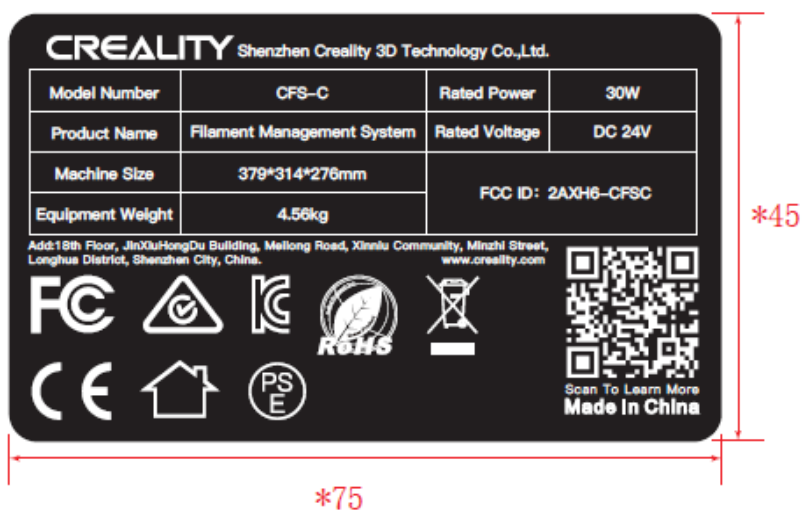 CREALITY Shenzhen Creality 3D Technology Co.,Ltd.
Model Number CFS-C Rated Power 30W
Product Name Filament Management System Rated Voltage DC 24V
Machine Size 379*314*276mm
FCC ID: 2AXH6-CFSC
Equipment Weight 4.56kg
Add:18th Floor, JinXiuHongDu Building, Meilong Road, Xinniu Community, Minzhi Street,
Longhua District, Shenzhen City, China. www.creality.com
FC
KC
RoHS
CE
PS
E
Scan To Learn More
Made in China
*45
*75